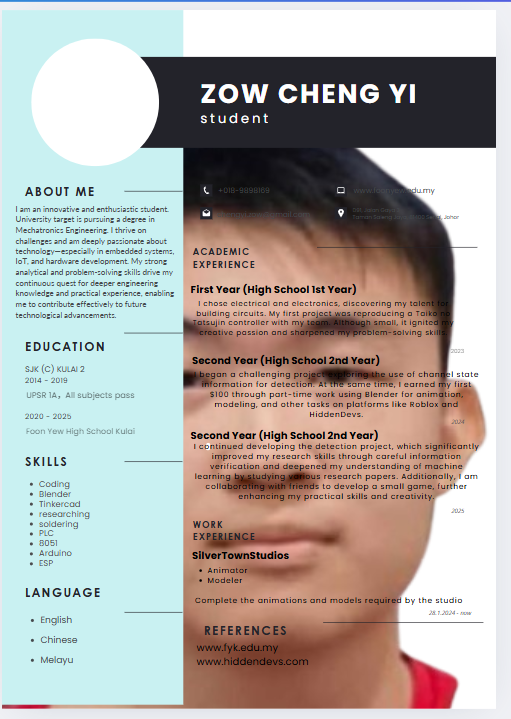 ZOW CHENG YI
student
+018-9898169
edu.my
ABOUT ME
I am an innovative and enthusiastic student.
University target is pursuing a degree in
Mechatronics Engineering. I thrive on
challenges and am deeply passionate about
technology—especially in embedded systems,
IoT, and hardware development. My strong
analytical and problem-solving skills drive my
continuous quest for deeper engineering
knowledge and practical experience, enabling
me to contribute effectively to future
technological advancements.
EDUCATION
SJK (C) KULAI 2
2014 - 2019
UPSR 1A, All subjects pass
2020 - 2025
Foon Yew High School Kulai
SKILLS
Coding
Blender
Tinkercad
researching
soldering
PLC
8051
Arduino
ESP
LANGUAGE
English
Chinese
Melayu
ACADEMIC
EXPERIENCE
First Year (High School 1st Year)
I chose electrical and electronics, discovering my talent for
building circuits. My first project was reproducing a Taiko no
Tatsujin controller with my team. Although small, it ignited my
creative passion and sharpened my problem-solving skills.
2023
Second Year (High School 2nd Year)
I began a challenging project exploring the use of channel state
information for detection. At the same time, I earned my first
$100 through part-time work using Blender for animation,
modeling, and other tasks on platforms like Roblox and
HiddenDevs.
2024
Second Year (High School 2nd Year)
I continued developing the detection project, which significantly
improved my research skills through careful information
verification and deepened my understanding of machine
learning by studying various research papers. Additionally, I am
collaborating with friends to develop a small game, further
enhancing my practical skills and creativity.
2025
WORK
EXPERIENCE
SilverTownStudios
Animator
Modeler
Complete the animations and models required by the studio
28.1.2024 - now
REFERENCES
www.fyk.edu.my
www.hiddendevs.com